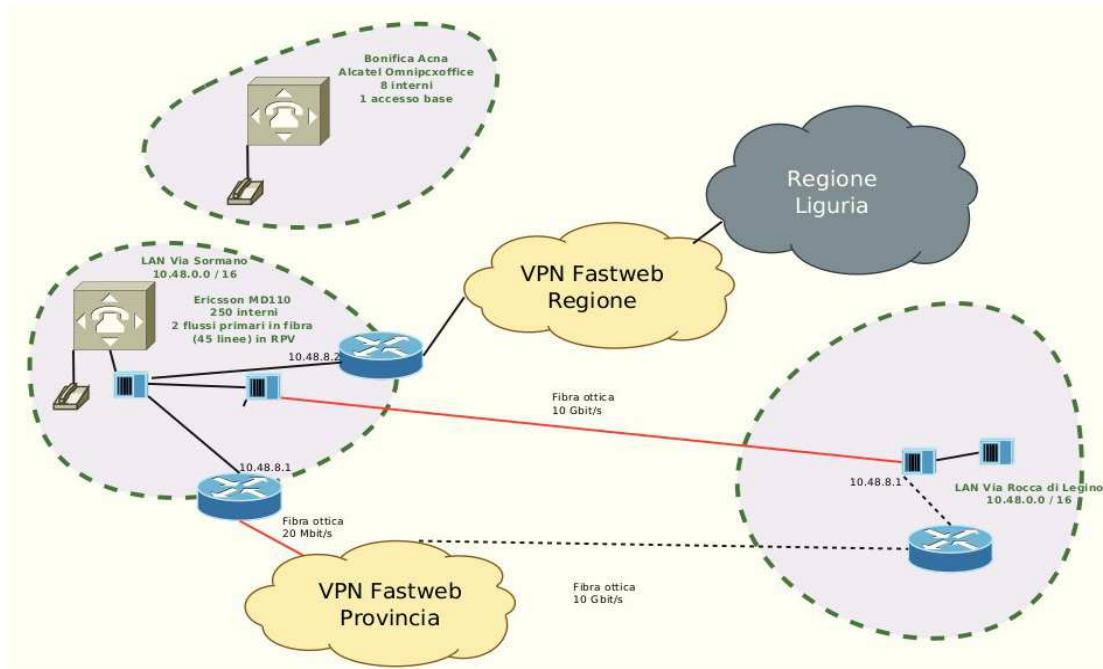 Bonifica Acna
Alcatel Omnipcxoffice
8 interni
1 accesso base
Regione
Liguria
VPN Fastweb
Regione
LAN Via Sormano
10.48.0.0 / 16
Ericsson MD110
250 interni
2 flussi primari in fibra
(45 linee) in RPV
10.48.8.2
Fibra ottica
10 Gbit/s
10.48.8.1
10.48.8.1
LAN Via Rocca di Legino
10.48.0.0 / 16
Fibra ottica
20 Mbit/s
VPN Fastweb
Provincia
Fibra ottica
10 Gbit/s